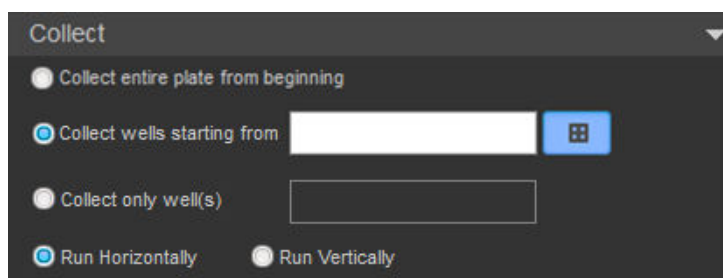 Collect
Collect entire plate from beginning
Collect wells starting from
Collect only well(s)
Run Horizontally Run Vertically